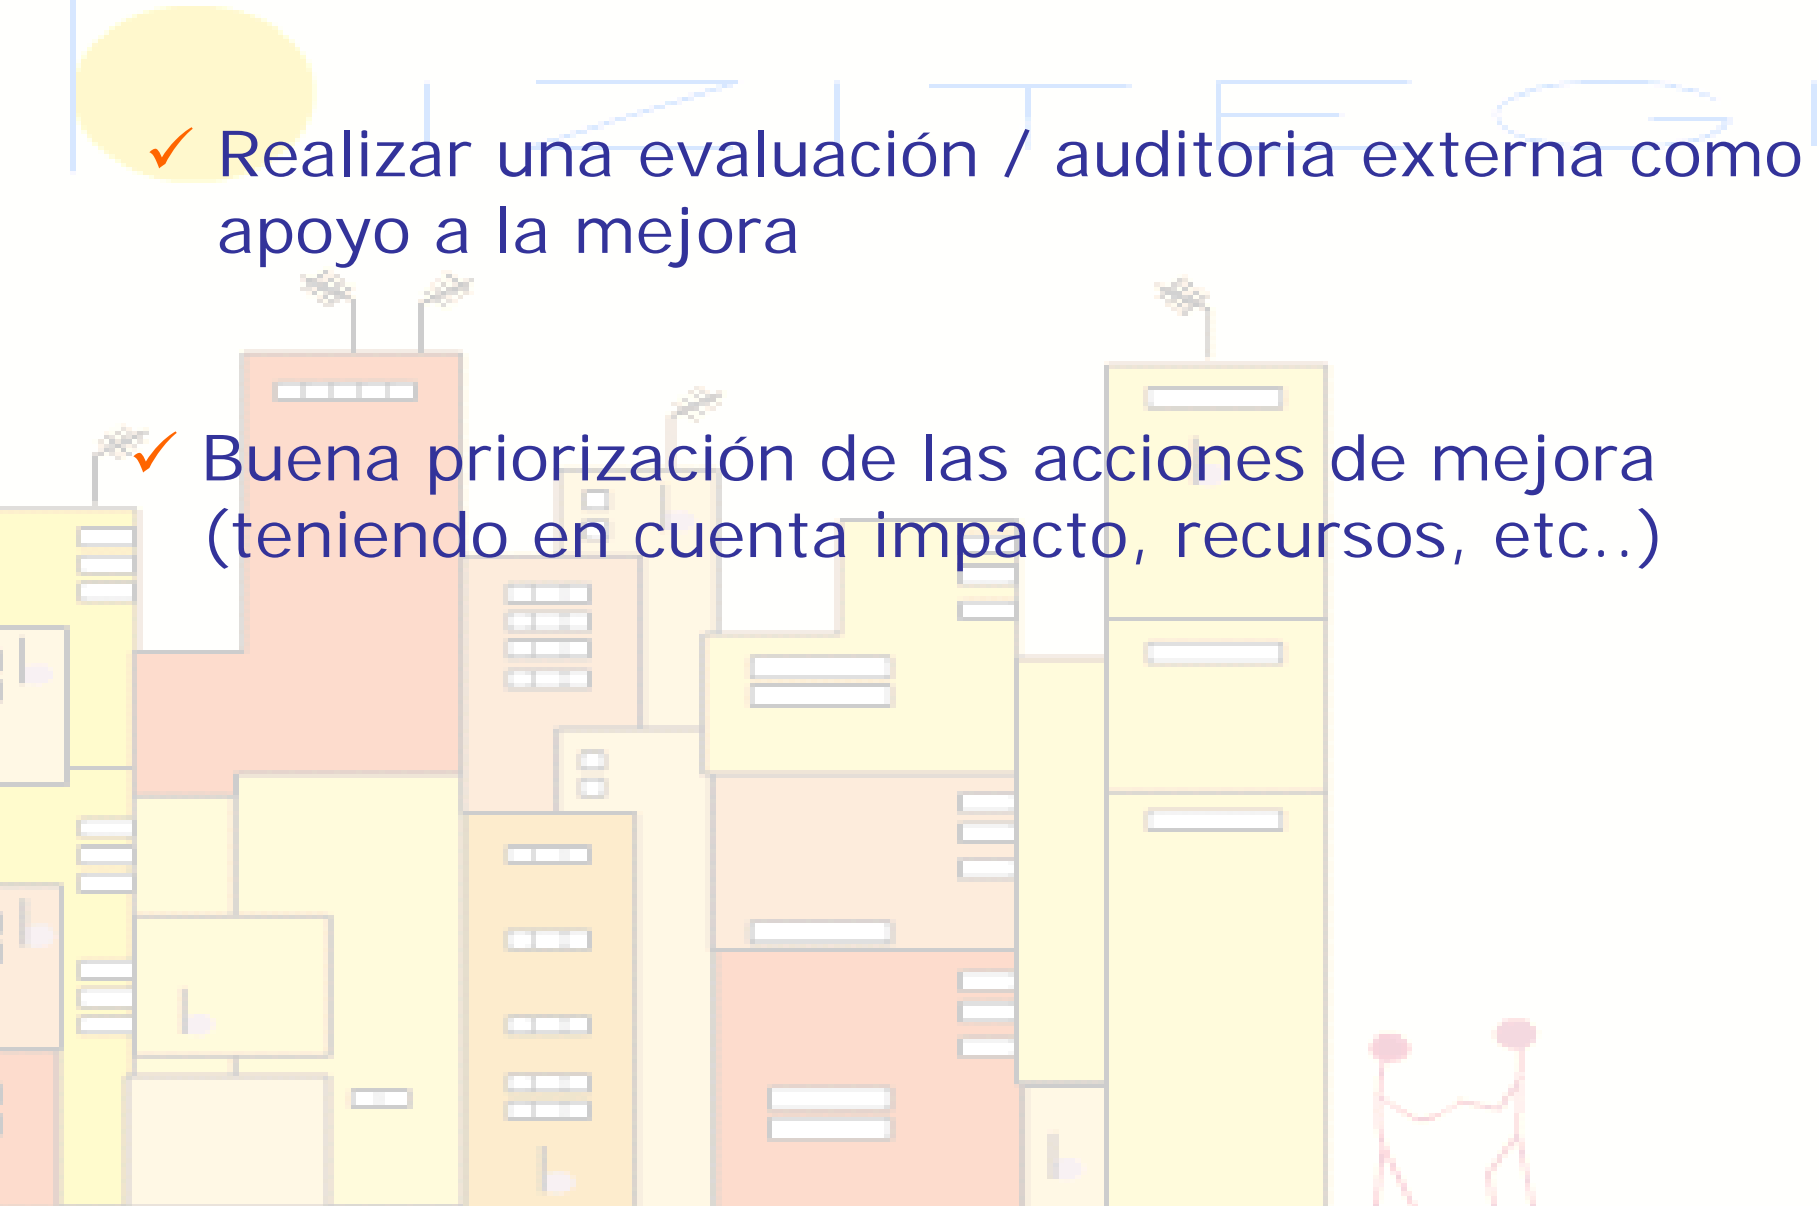 IZITEGI
✓ Realizar una evaluación / auditoria externa como
apoyo a la mejora
✓ Buena priorización de las acciones de mejora
(teniendo en cuenta impacto, recursos, etc..)